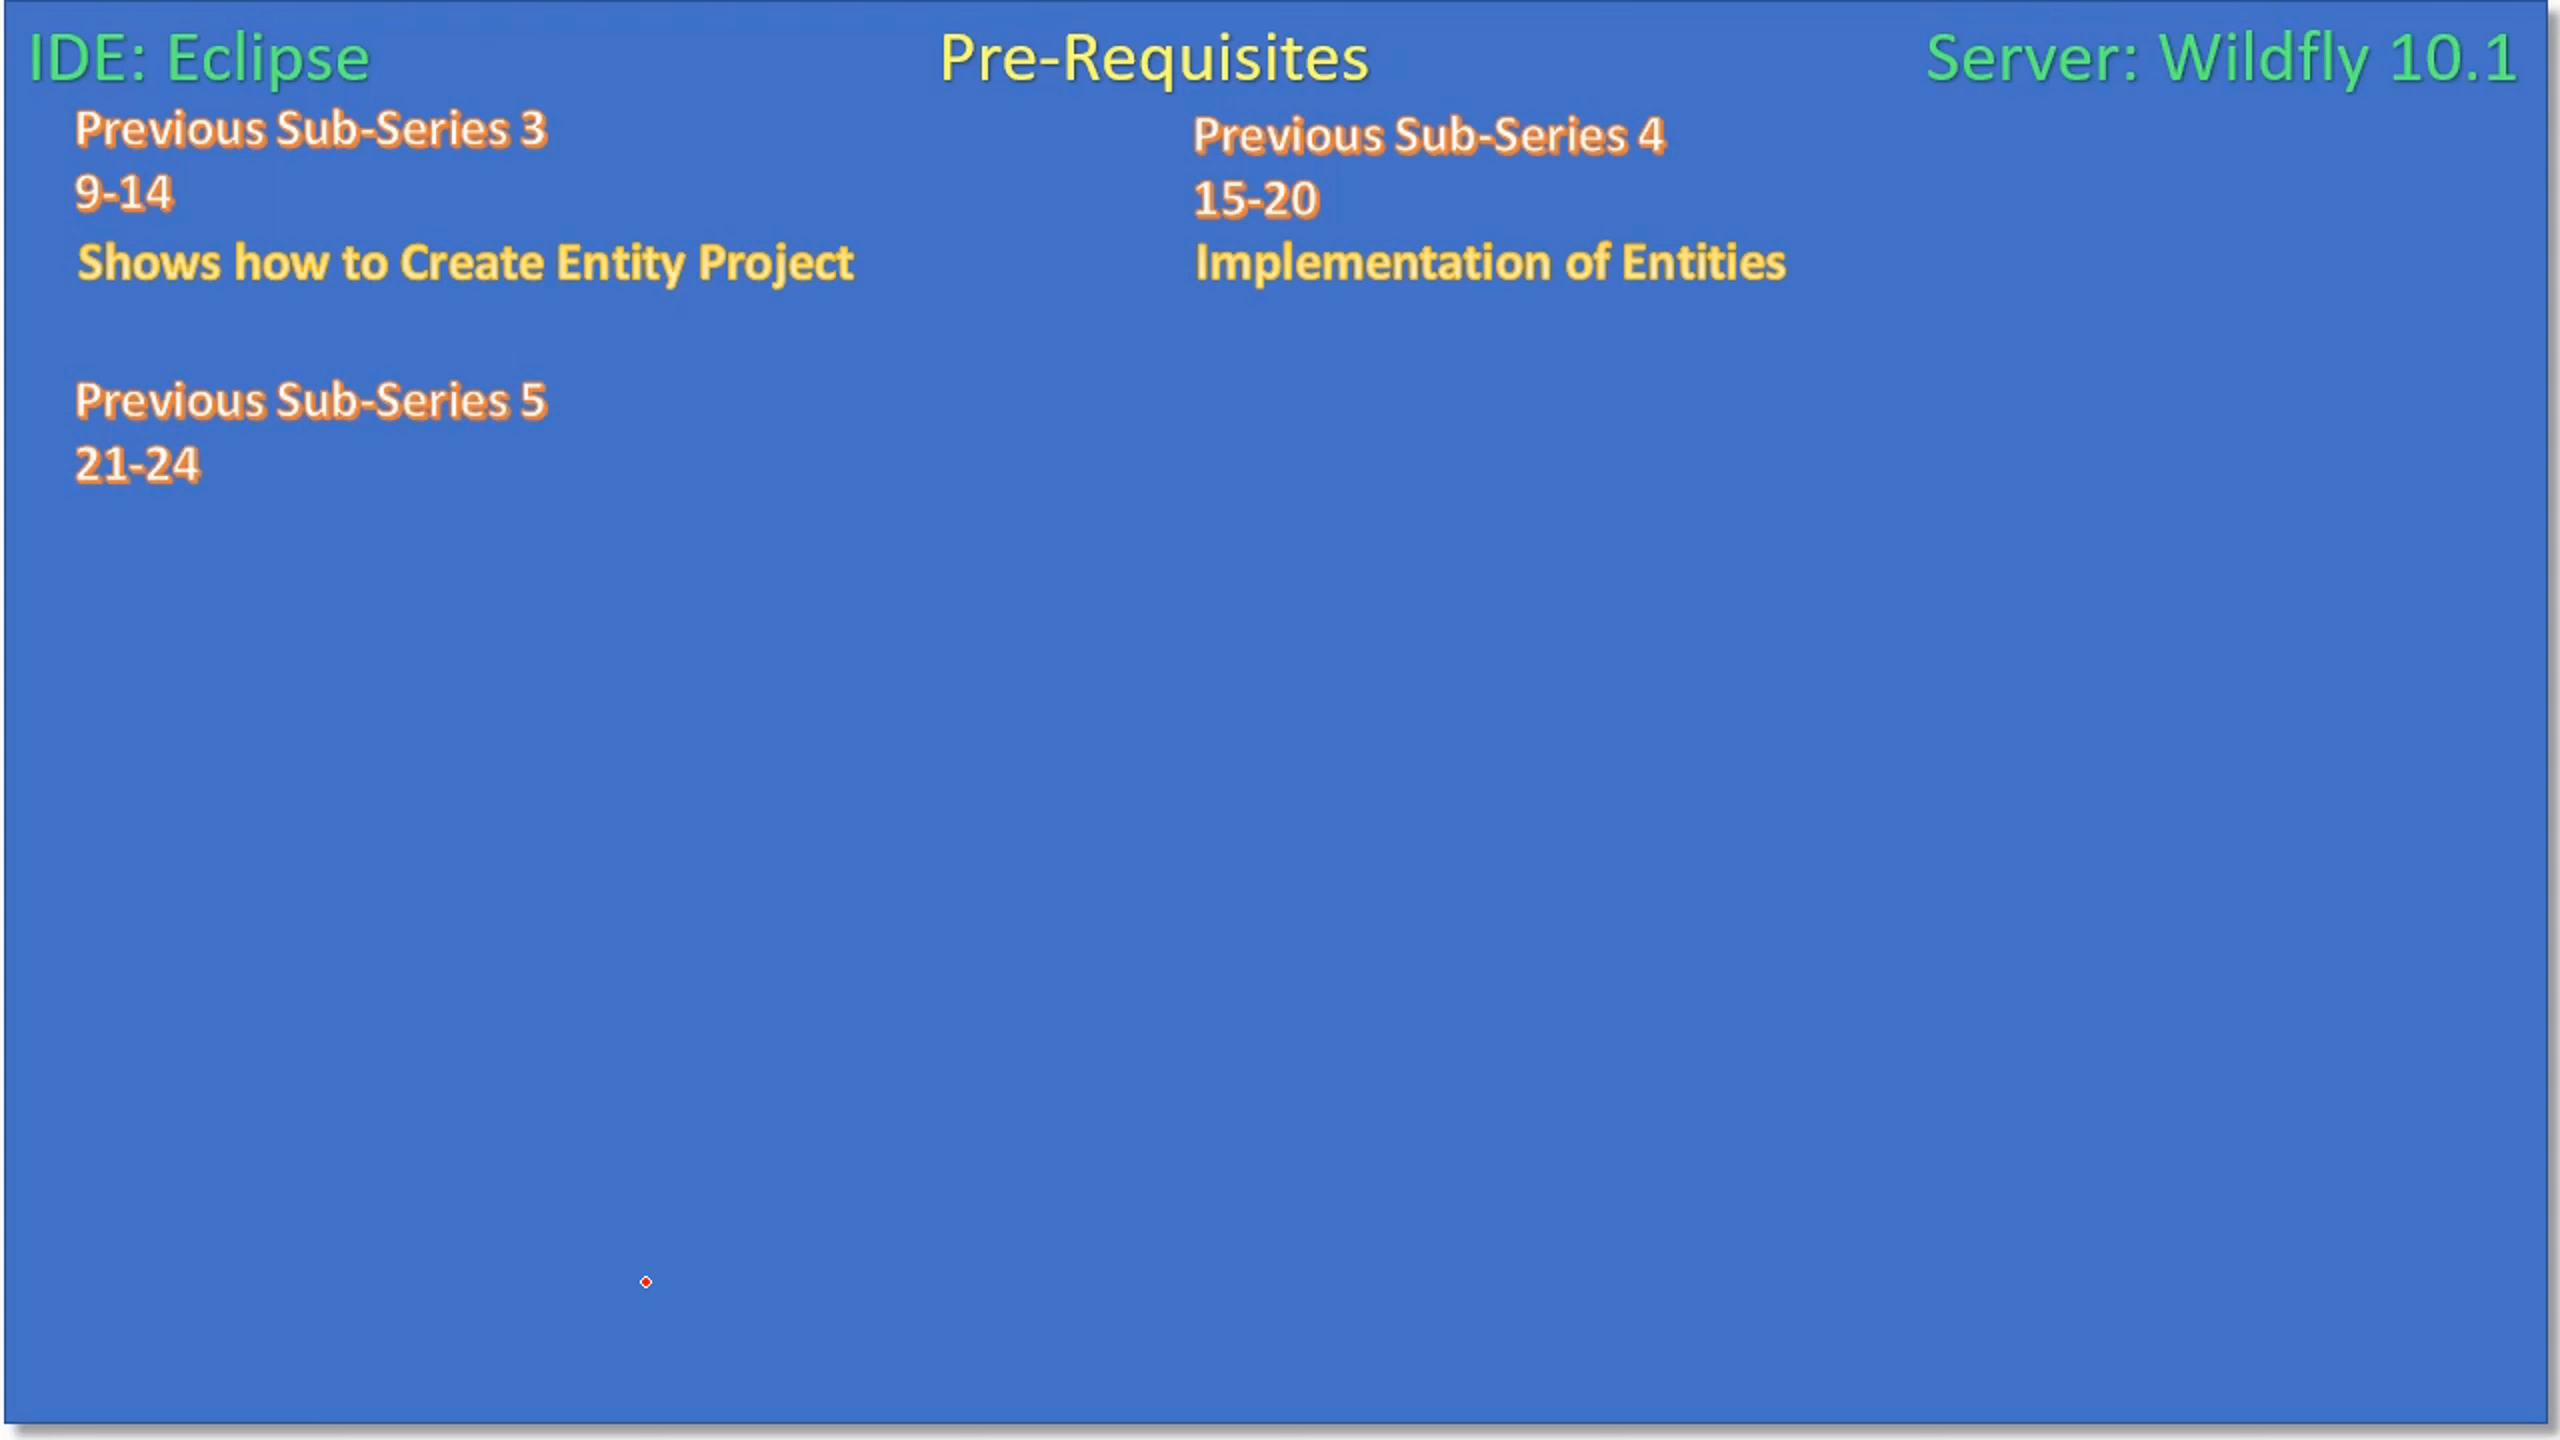 IDE: Eclipse
Pre-Requisites
Server: Wildfly 10.1
Previous Sub-Series 3
9-14
Shows how to Create Entity Project
Previous Sub-Series 4
15-20
Implementation of Entities
Previous Sub-Series 5
21-24